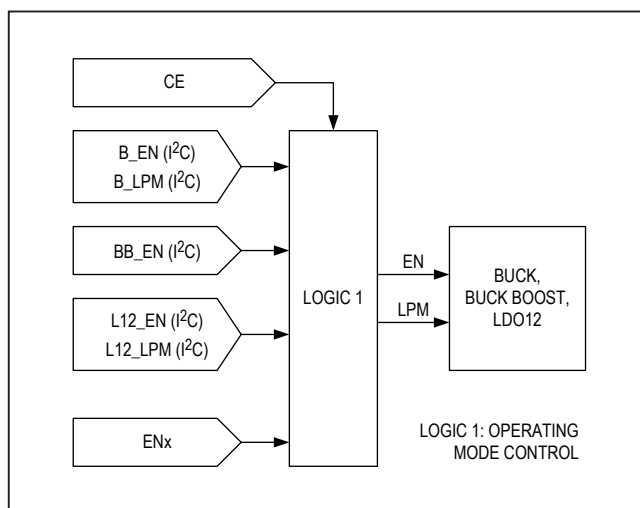 CE
B_EN (I²C)
B_LPM (I²C)
BB_EN (I²C)
L12_EN (I²C)
L12_LPM (I²C)
ENx
LOGIC 1
EN
LPM
BUCK,
BUCK BOOST,
LDO12
LOGIC 1: OPERATING
MODE CONTROL